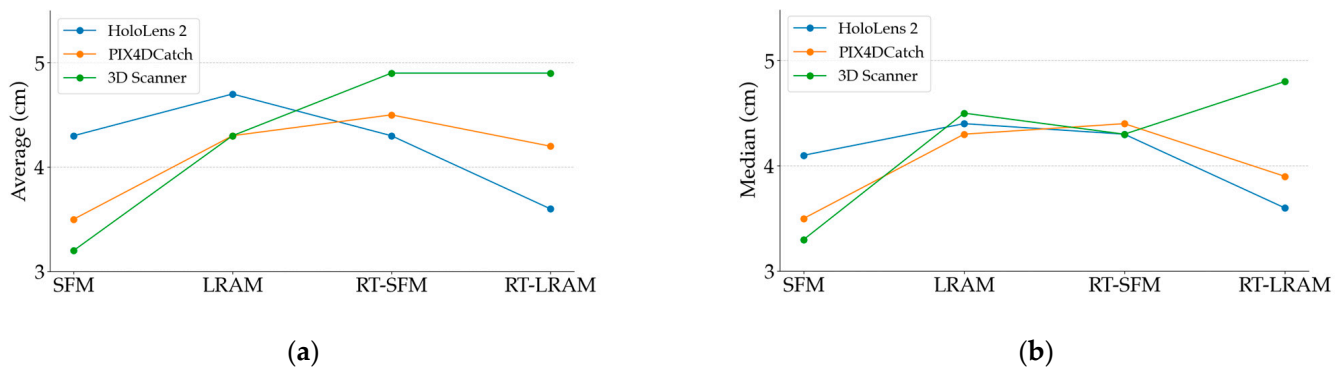 HoloLens 2
PIX4DCatch
3D Scanner
Average (cm)
5
4
3
SFM LRAM RT-SFM RT-LRAM
(a)
HoloLens 2
PIX4DCatch
3D Scanner
Median (cm)
5
4
3
SFM LRAM RT-SFM RT-LRAM
(b)